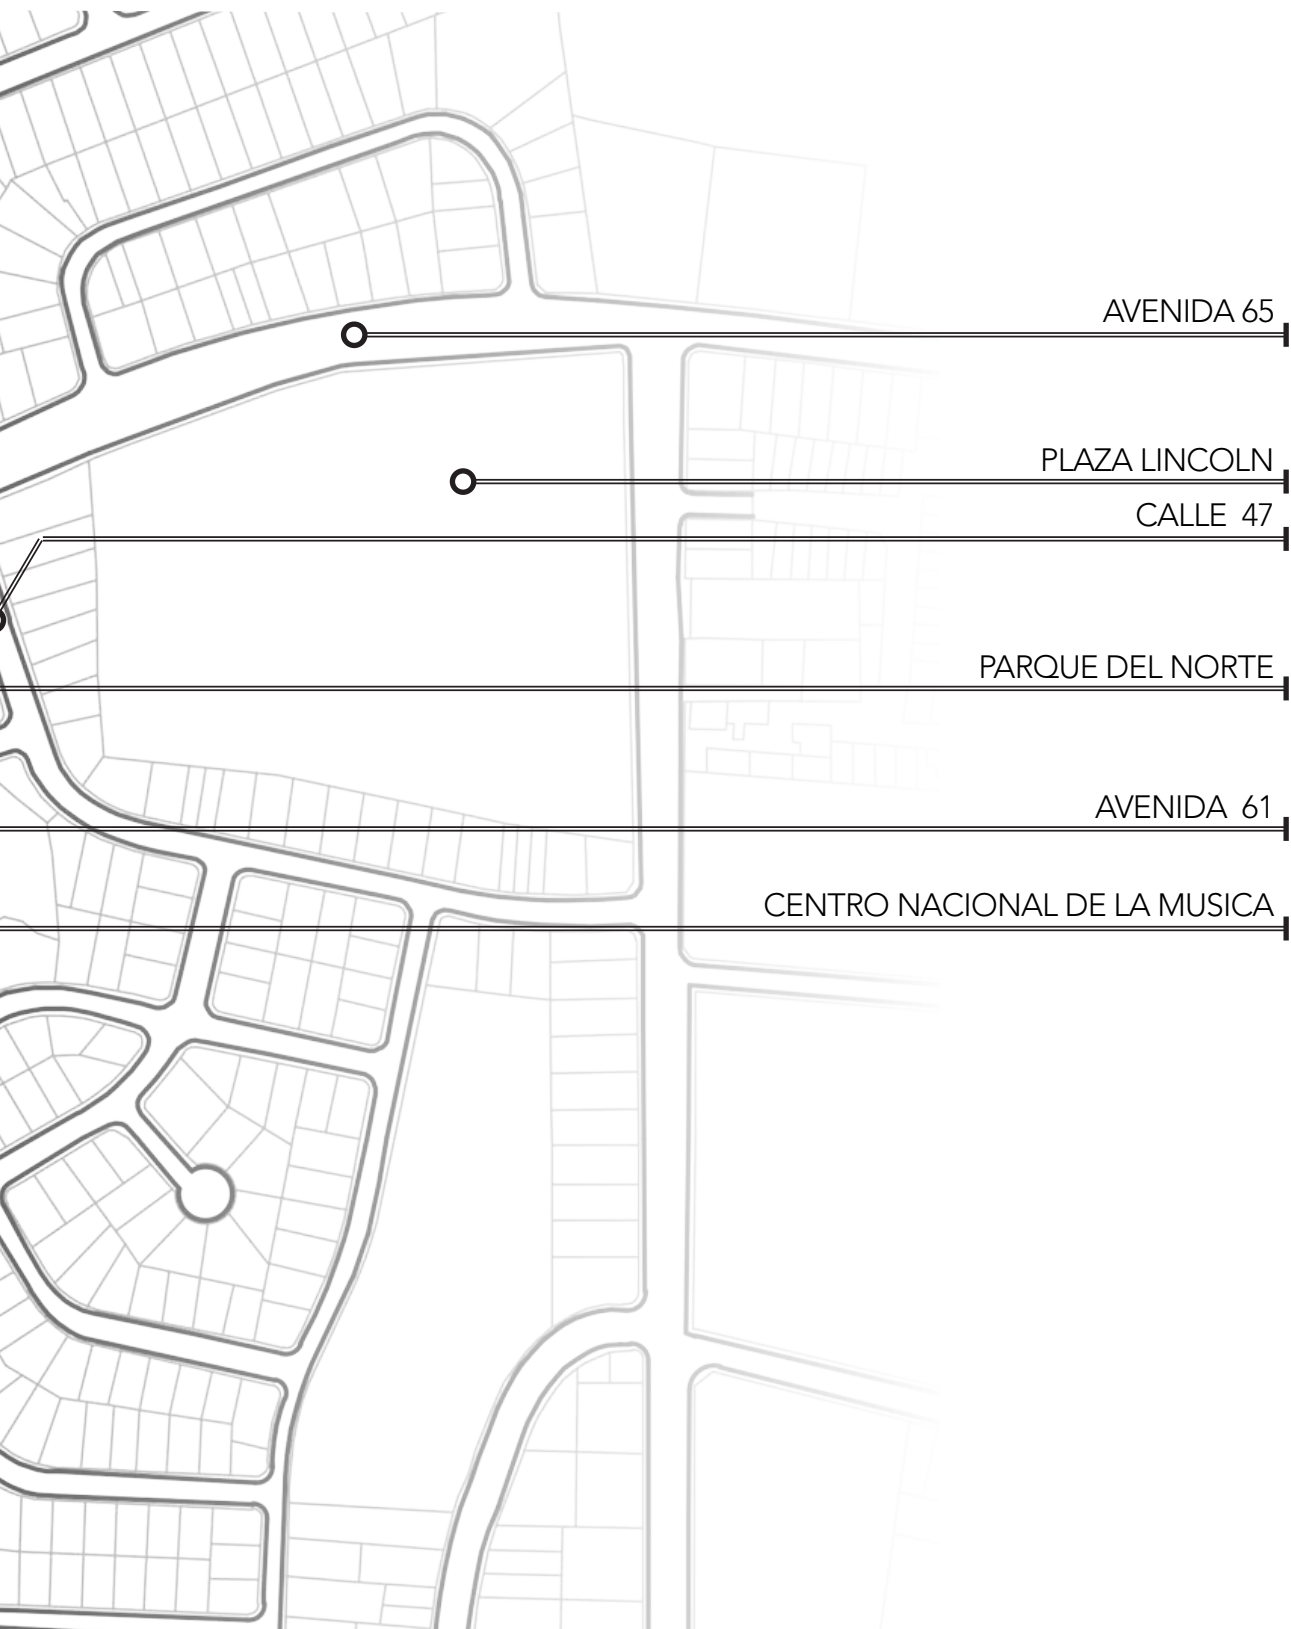 AVENIDA 65
PLAZA LINCOLN
CALLE 47
PARQUE DEL NORTE
AVENIDA 61
CENTRO NACIONAL DE LA MUSICA